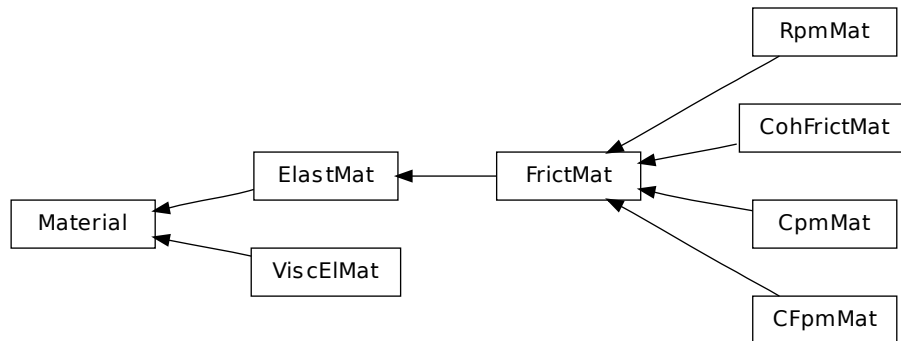 RpmMat
CohFrictMat
ElastMat
FrictMat
Material
CpmMat
ViscElMat
CFpmMat